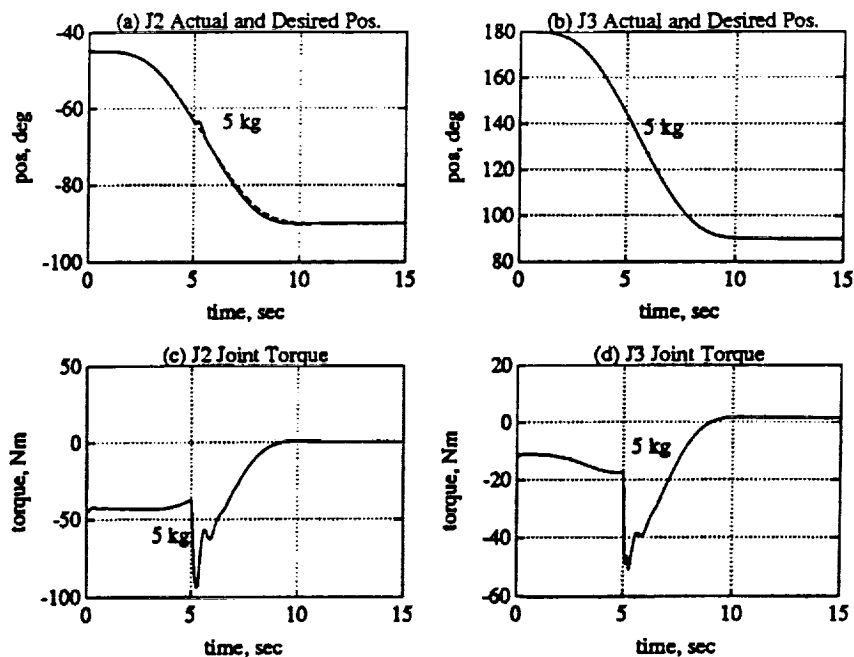 (a) J2 Actual and Desired Pos.
-40
-60
-80
-100
pos, deg
5 kg
0 5 10 15
time, sec
(b) J3 Actual and Desired Pos.
180
160
140
120
100
80
pos, deg
5 kg
0 5 10 15
time, sec
(c) J2 Joint Torque
50
0
-50
-100
torque, Nm
5 kg
0 5 10 15
time, sec
(d) J3 Joint Torque
20
0
-20
-40
-60
torque, Nm
5 kg
0 5 10 15
time, sec